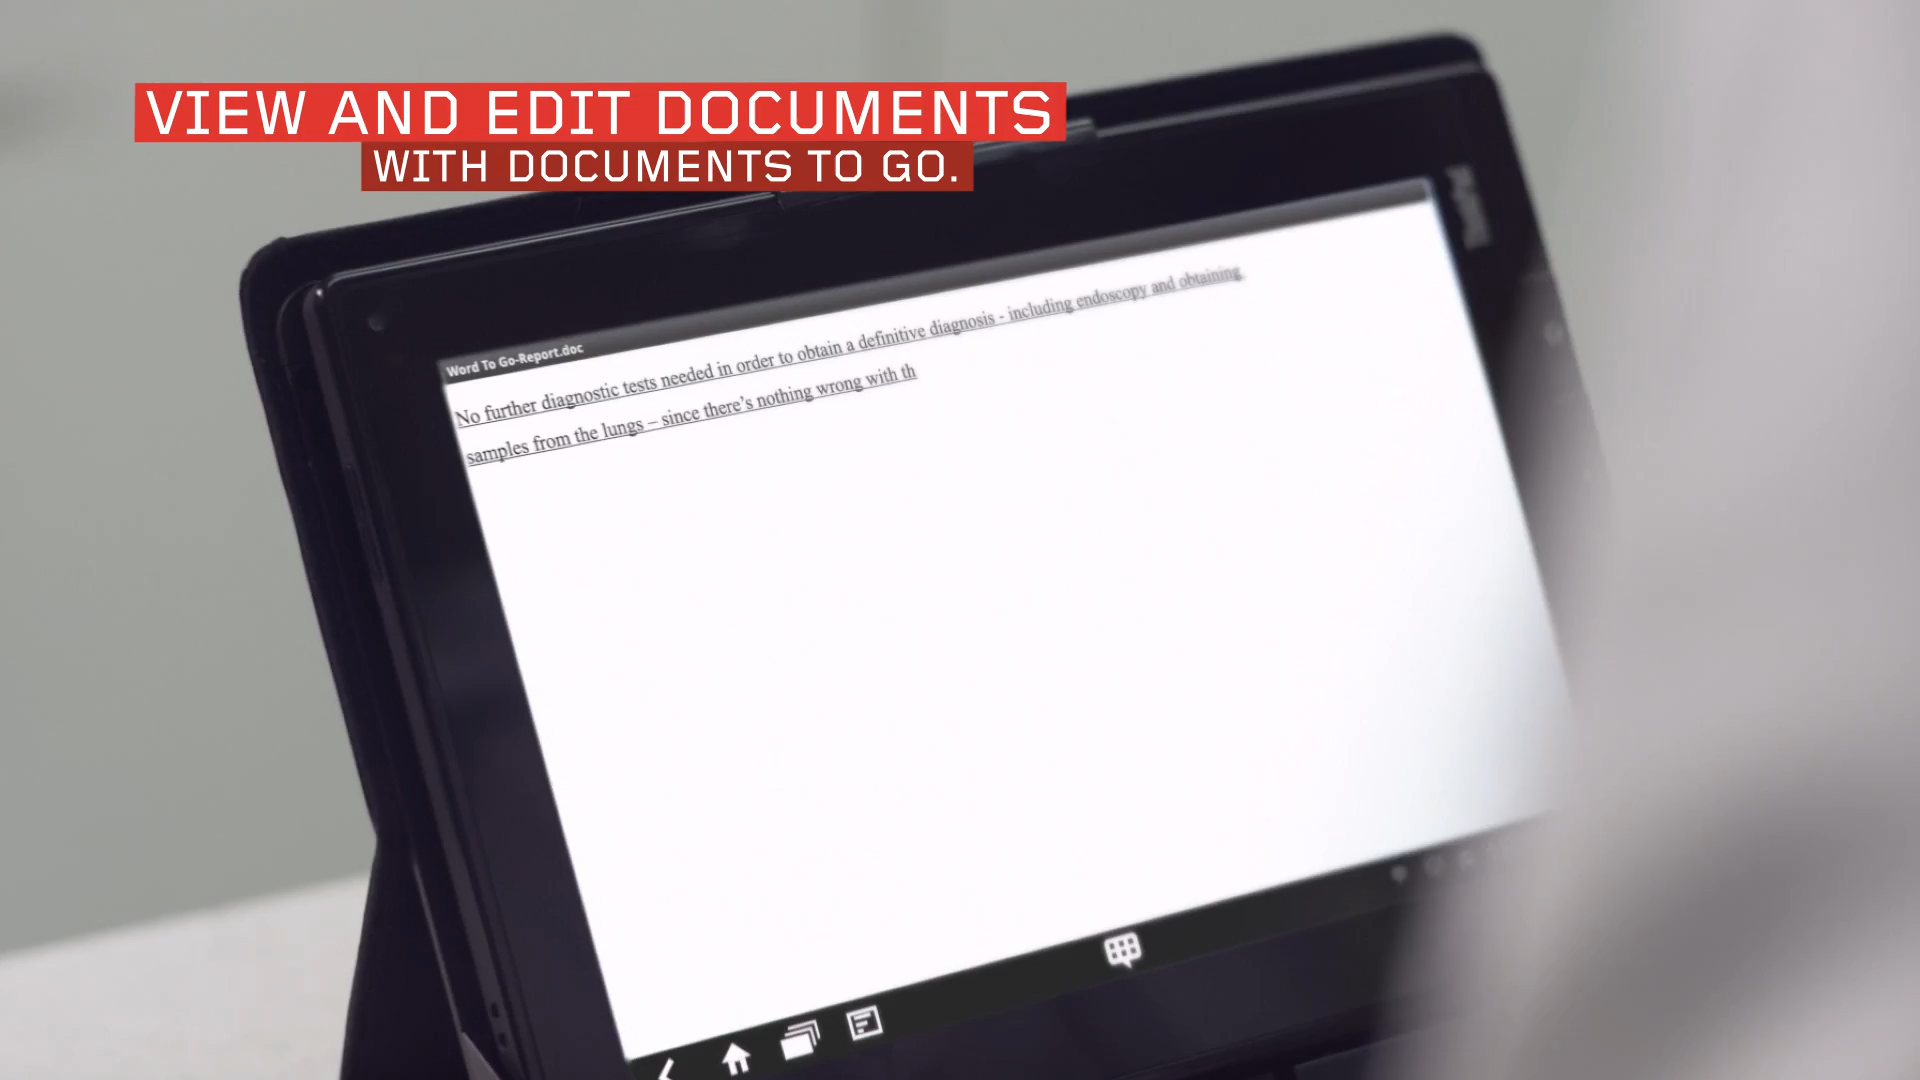 VIEW AND EDIT DOCUMENTS
WITH DOCUMENTS TO GO.
Word To Go-Report.doc
No further diagnostic tests needed in order to obtain a definitive diagnosis - including endoscopy and obtaining
samples from the lungs – since there’s nothing wrong with th